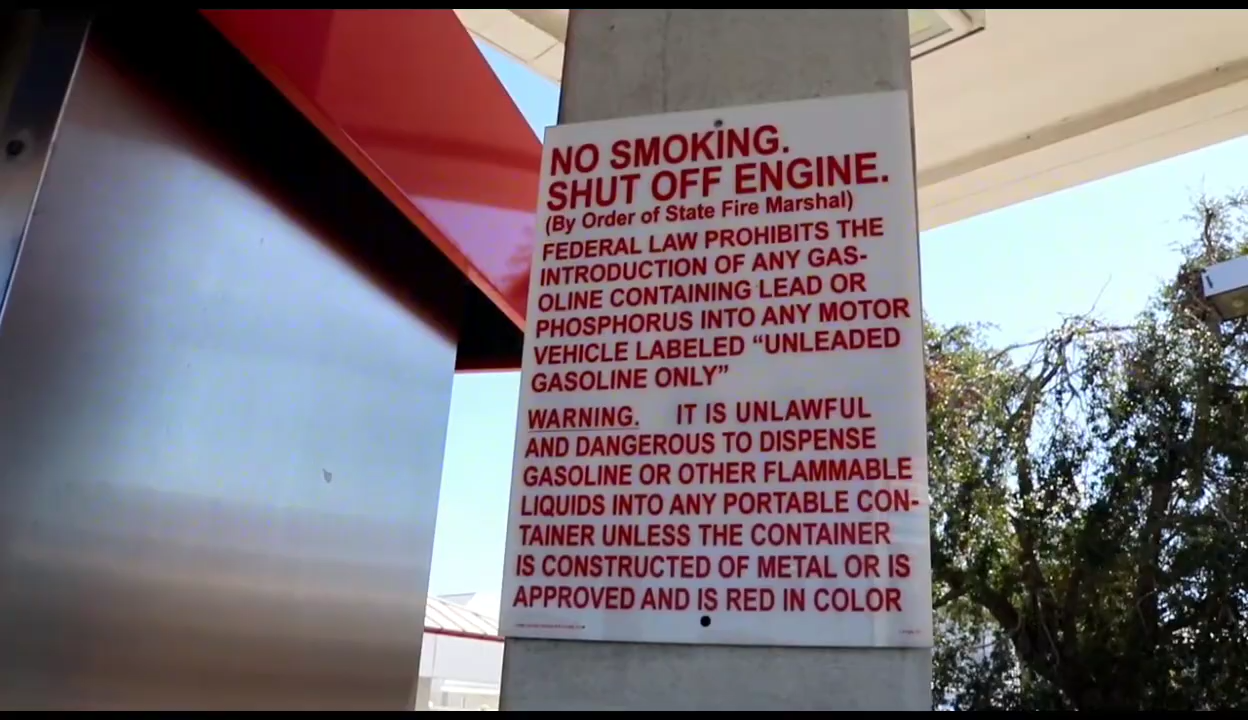 NO SMOKING.
SHUT OFF ENGINE.
(By Order of State Fire Marshal)
FEDERAL LAW PROHIBITS THE
INTRODUCTION OF ANY GAS-
OLINE CONTAINING LEAD OR
PHOSPHORUS INTO ANY MOTOR
VEHICLE LABELED “UNLEADED
GASOLINE ONLY”
WARNING. IT IS UNLAWFUL
AND DANGEROUS TO DISPENSE
GASOLINE OR OTHER FLAMMABLE
LIQUIDS INTO ANY PORTABLE CON-
TAINER UNLESS THE CONTAINER
IS CONSTRUCTED OF METAL OR IS
APPROVED AND IS RED IN COLOR